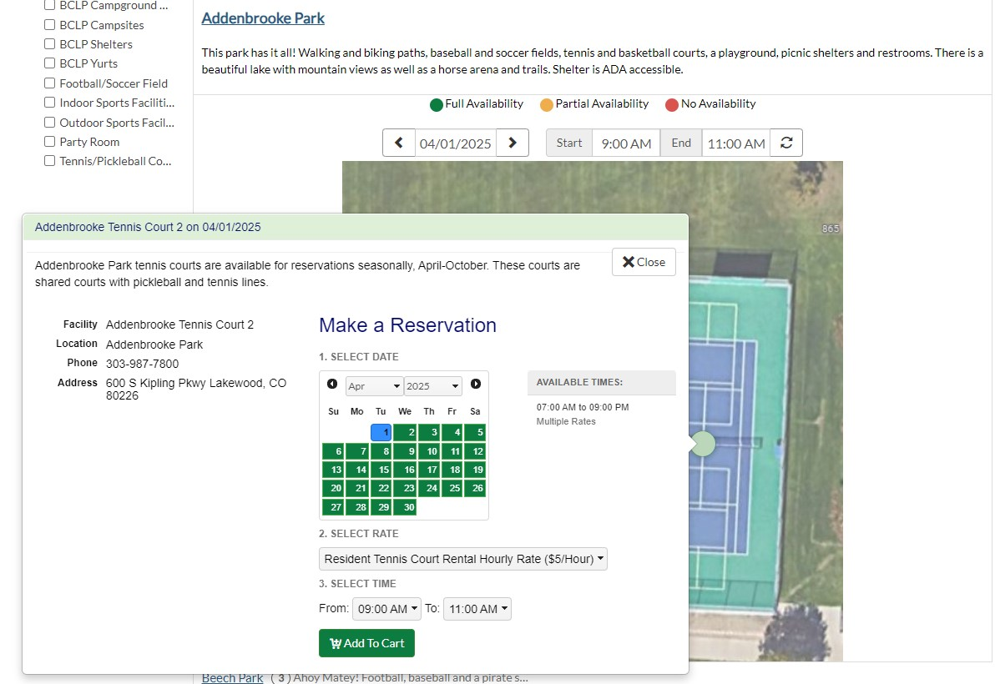 BCLP Campground ...
BCLP Campsites
BCLP Shelters
BCLP Yurts
Football/Soccer Field
Indoor Sports Faciliti...
Outdoor Sports Facil...
Party Room
Tennis/Pickleball Co...
Addenbrooke Park
This park has it all! Walking and biking paths, baseball and soccer fields, tennis and basketball courts, a playground, picnic shelters and restrooms. There is a
beautiful lake with mountain views as well as a horse arena and trails. Shelter is ADA accessible.
Full Availability Partial Availability No Availability
04/01/2025 Start 9:00 AM End 11:00 AM
865
Addenbrooke Tennis Court 2 on 04/01/2025
Close
Addenbrooke Park tennis courts are available for reservations seasonally, April-October. These courts are
shared courts with pickleball and tennis lines.
Facility Addenbrooke Tennis Court 2
Location Addenbrooke Park
Phone 303-987-7800
Address 600 S Kipling Pkwy Lakewood, CO
80226
Make a Reservation
1. SELECT DATE
Apr 2025
Su Mo Tu We Th Fr Sa
1 2 3 4 5
6 7 8 9 10 11 12
13 14 15 16 17 18 19
20 21 22 23 24 25 26
27 28 29 30
AVAILABLE TIMES:
07:00 AM to 09:00 PM
Multiple Rates
2. SELECT RATE
Resident Tennis Court Rental Hourly Rate ($5/Hour)
3. SELECT TIME
From: 09:00 AM To: 11:00 AM
Add To Cart
Beech Park ( 3 ) Ahoy Matey! Football, baseball and a pirate s...